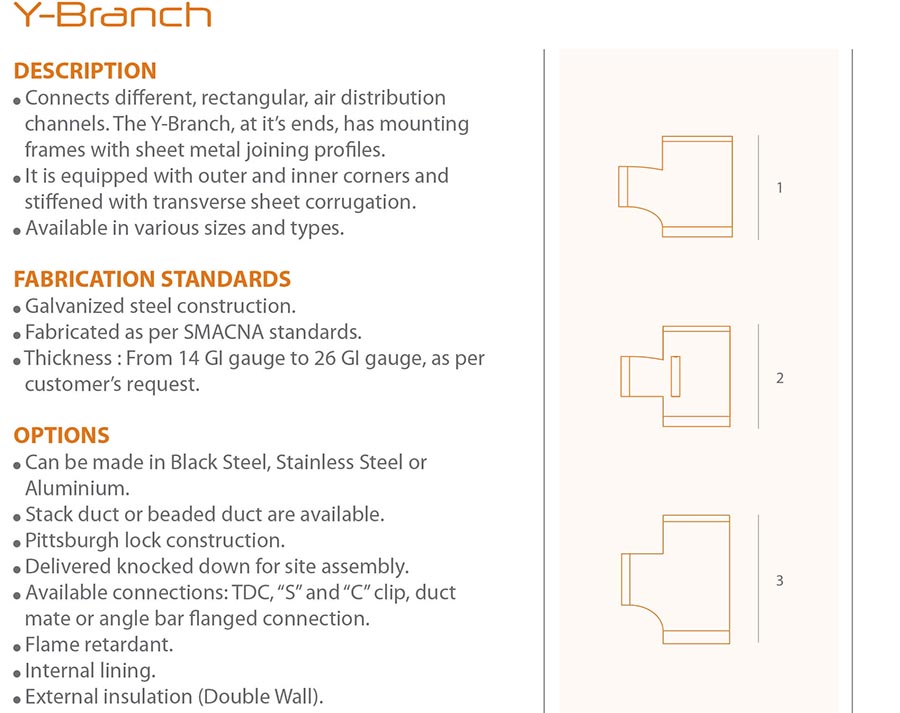 Y-Branch
DESCRIPTION
• Connects different, rectangular, air distribution
channels. The Y-Branch, at it’s ends, has mounting
frames with sheet metal joining profiles.
• It is equipped with outer and inner corners and
stiffened with transverse sheet corrugation.
• Available in various sizes and types.
FABRICATION STANDARDS
• Galvanized steel construction.
• Fabricated as per SMACNA standards.
• Thickness : From 14 GI gauge to 26 GI gauge, as per
customer’s request.
OPTIONS
• Can be made in Black Steel, Stainless Steel or
Aluminium.
• Stack duct or beaded duct are available.
• Pittsburgh lock construction.
• Delivered knocked down for site assembly.
• Available connections: TDC, “S” and “C” clip, duct
mate or angle bar flanged connection.
• Flame retardant.
• Internal lining.
• External insulation (Double Wall).
1
2
3